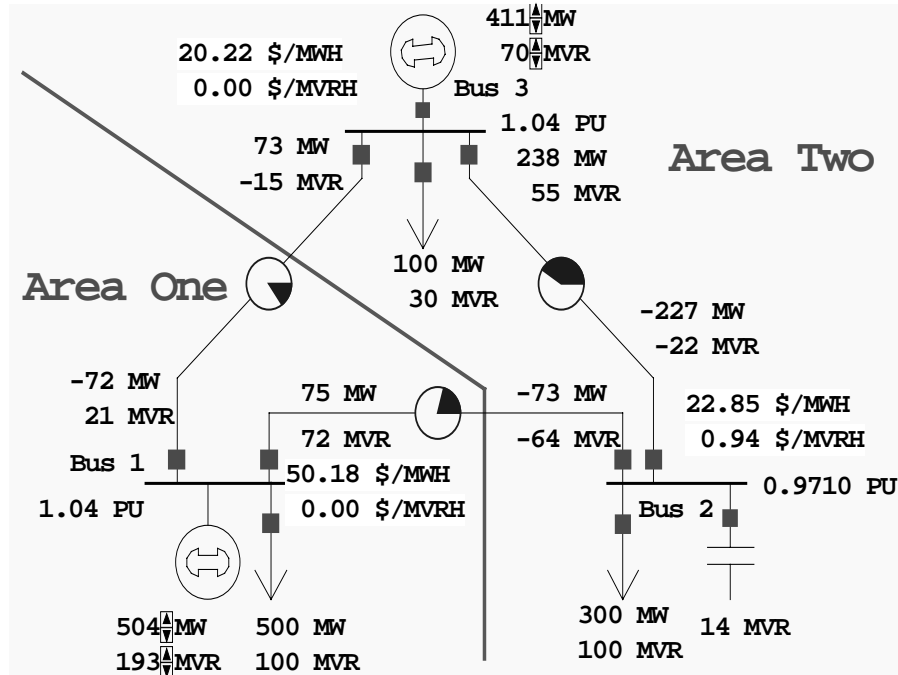 411 MW
70 MVR
20.22 $/MWH
0.00 $/MVRH
Bus 3
1.04 PU
73 MW
-15 MVR
238 MW
55 MVR
Area Two
100 MW
30 MVR
Area One
-227 MW
-22 MVR
-72 MW
21 MVR
75 MW
72 MVR
-73 MW
-64 MVR
22.85 $/MWH
0.94 $/MVRH
Bus 1
50.18 $/MWH
0.00 $/MVRH
1.04 PU
0.9710 PU
Bus 2
504 MW
193 MVR
500 MW
100 MVR
300 MW
100 MVR
14 MVR